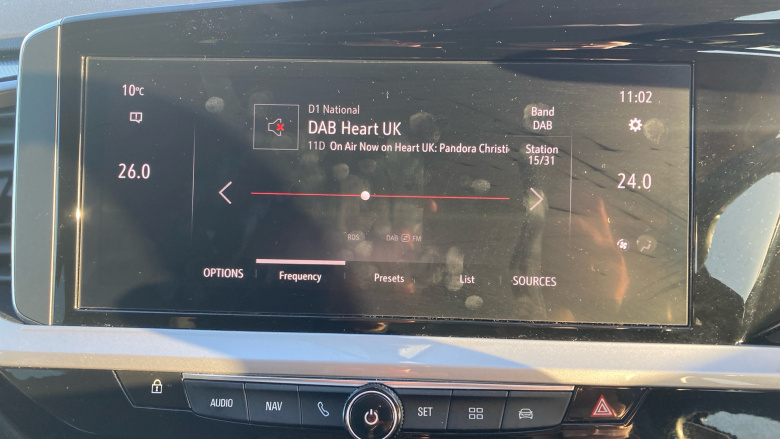 10°C
26.0
D1 National
DAB Heart UK
11D On Air Now on Heart UK: Pandora Christi
Band
DAB
Station
15/31
11:02
24.0
RDS
DAB FM
OPTIONS
Frequency
Presets
List
SOURCES
AUDIO
NAV
SET